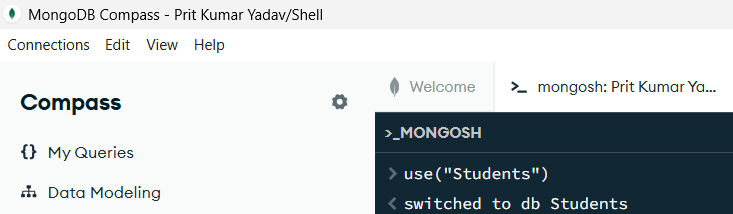 MongoDB Compass - Prit Kumar Yadav/Shell
Connections Edit View Help
Compass
Welcome
mongosh: Prit Kumar Ya...
My Queries
Data Modeling
>_MONGOSH
> use("Students")
< switched to db Students